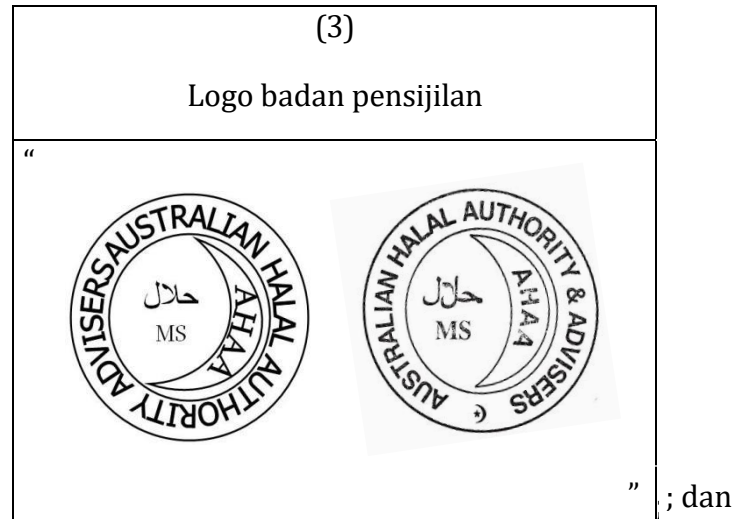 (3)
Logo badan pensijilan
“
AUSTRALIAN HALAL AUTHORITY ADVISERS
حلال
MS
AHAA
AUSTRALIAN HALAL AUTHORITY & ADVISERS
حلال
MS
AHAA
” ; dan